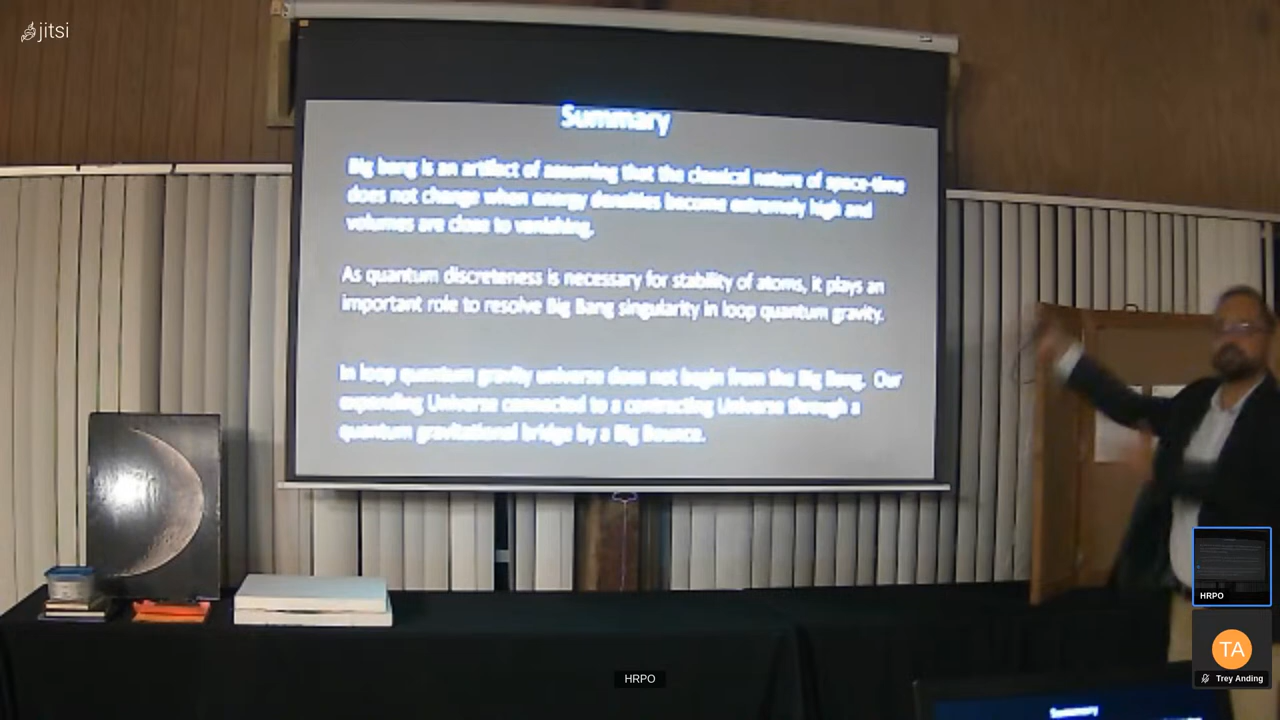 jitsi
Summary
Big bang is an artifact of assuming that the classical nature of space-time
does not change when energy densities become extremely high and
volumes are close to vanishing.
As quantum discreteness is necessary for stability of atoms, it plays an
important role to resolve Big Bang singularity in loop quantum gravity.
In loop quantum gravity universe does not begin from the Big Bang. Our
expanding Universe connected to a contracting Universe through a
quantum gravitational bridge by a Big Bounce.
HRPO
TA
Trey Anding
HRPO
Summary